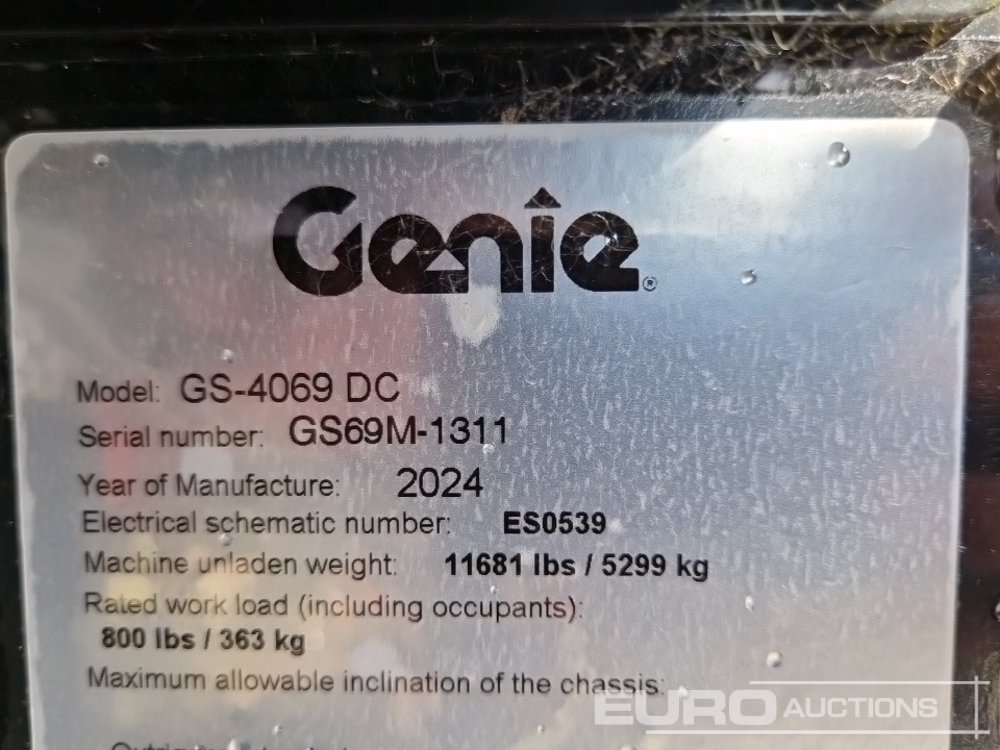 Genie®
Model: GS-4069 DC
Serial number: GS69M-1311
Year of Manufacture: 2024
Electrical schematic number: ES0539
Machine unladen weight: 11681 lbs / 5299 kg
Rated work load (including occupants):
800 lbs / 363 kg
Maximum allowable inclination of the chassis:
EURO AUCTIONS